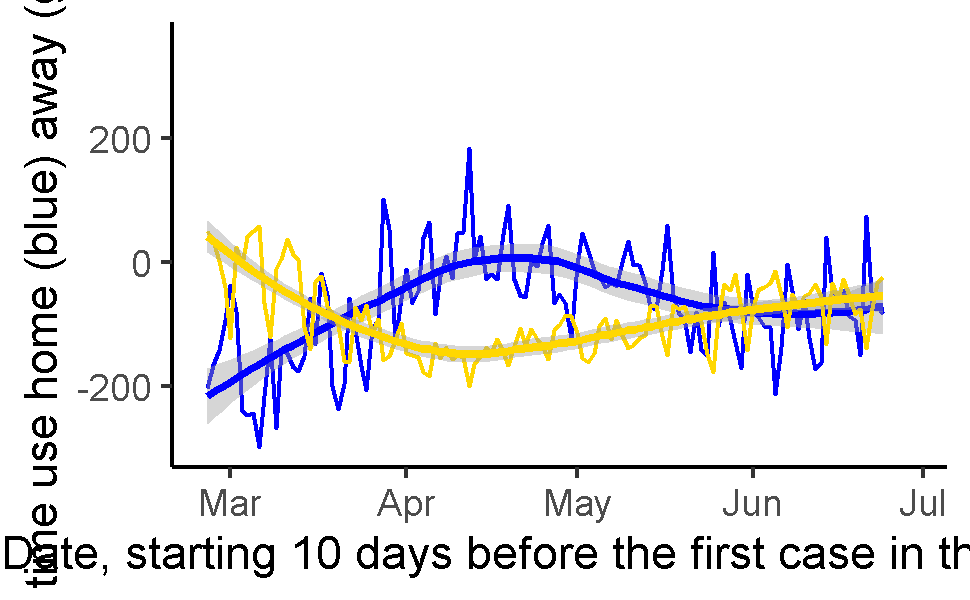 time use home (blue) away (
200
0
-200
Mar Apr May Jun Jul
Date, starting 10 days before the first case in th